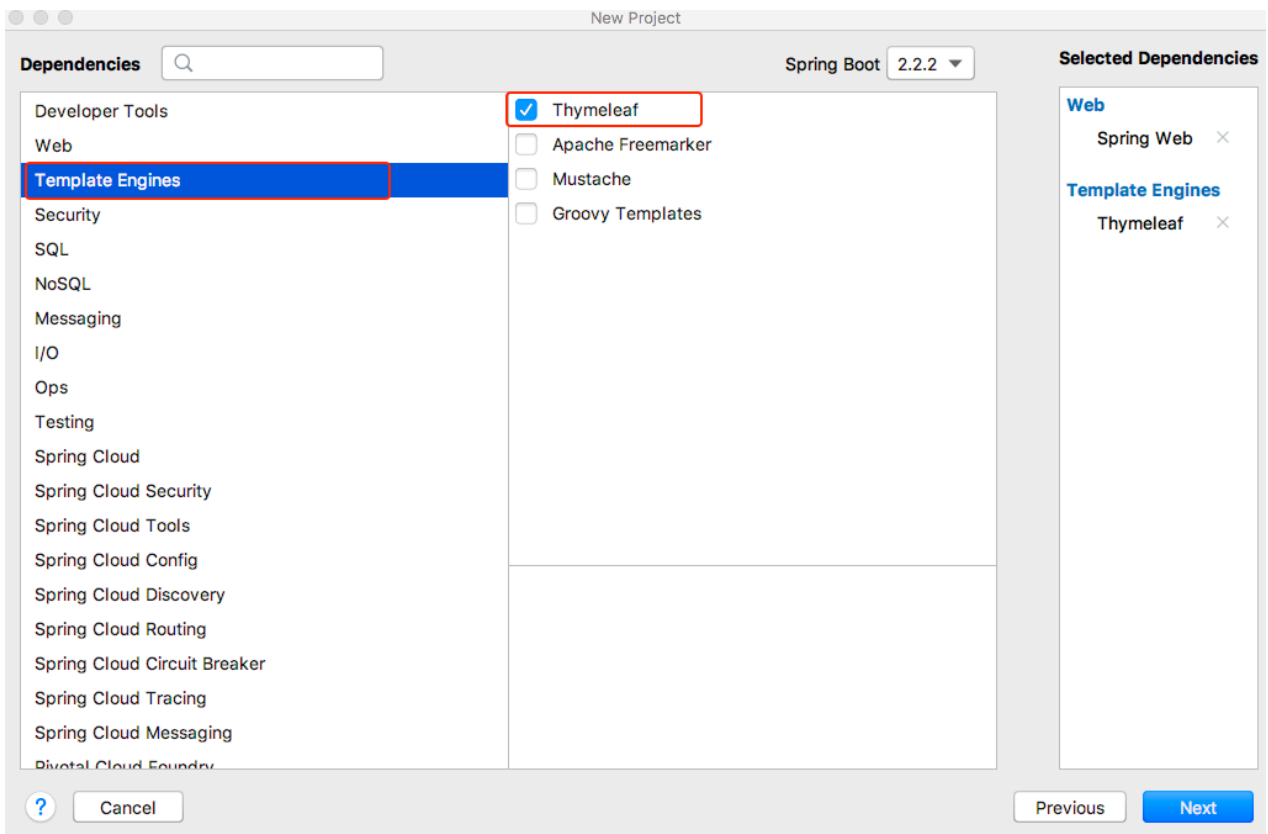 New Project
Dependencies
Spring Boot 2.2.2
Selected Dependencies
Developer Tools
Web
Template Engines
Security
SQL
NoSQL
Messaging
I/O
Ops
Testing
Spring Cloud
Spring Cloud Security
Spring Cloud Tools
Spring Cloud Config
Spring Cloud Discovery
Spring Cloud Routing
Spring Cloud Circuit Breaker
Spring Cloud Tracing
Spring Cloud Messaging
Pivotal Cloud Foundry
Thymeleaf
Apache Freemarker
Mustache
Groovy Templates
Web
Spring Web
Template Engines
Thymeleaf
?
Cancel
Previous
Next